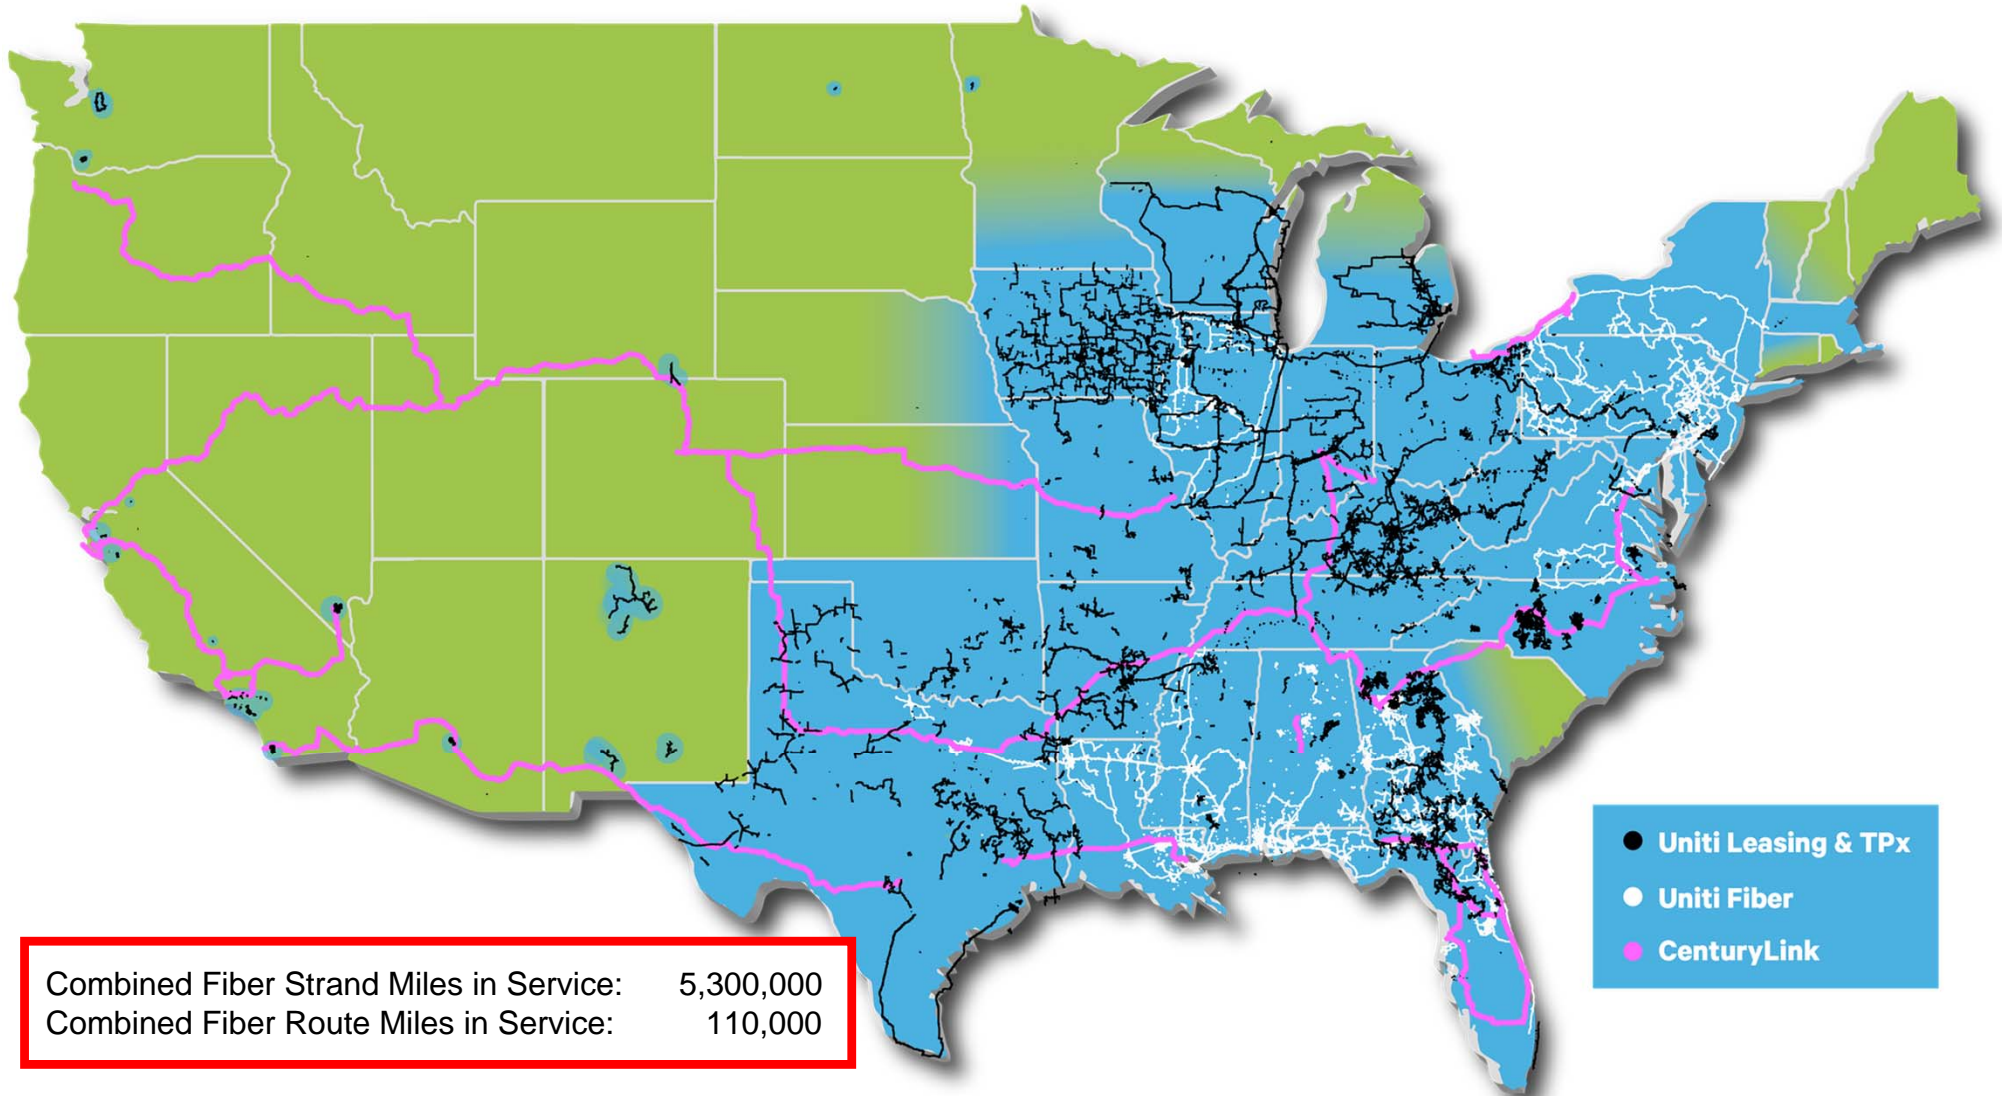 Uniti Leasing & TPx
Uniti Fiber
CenturyLink
Combined Fiber Strand Miles in Service: 5,300,000
Combined Fiber Route Miles in Service: 110,000